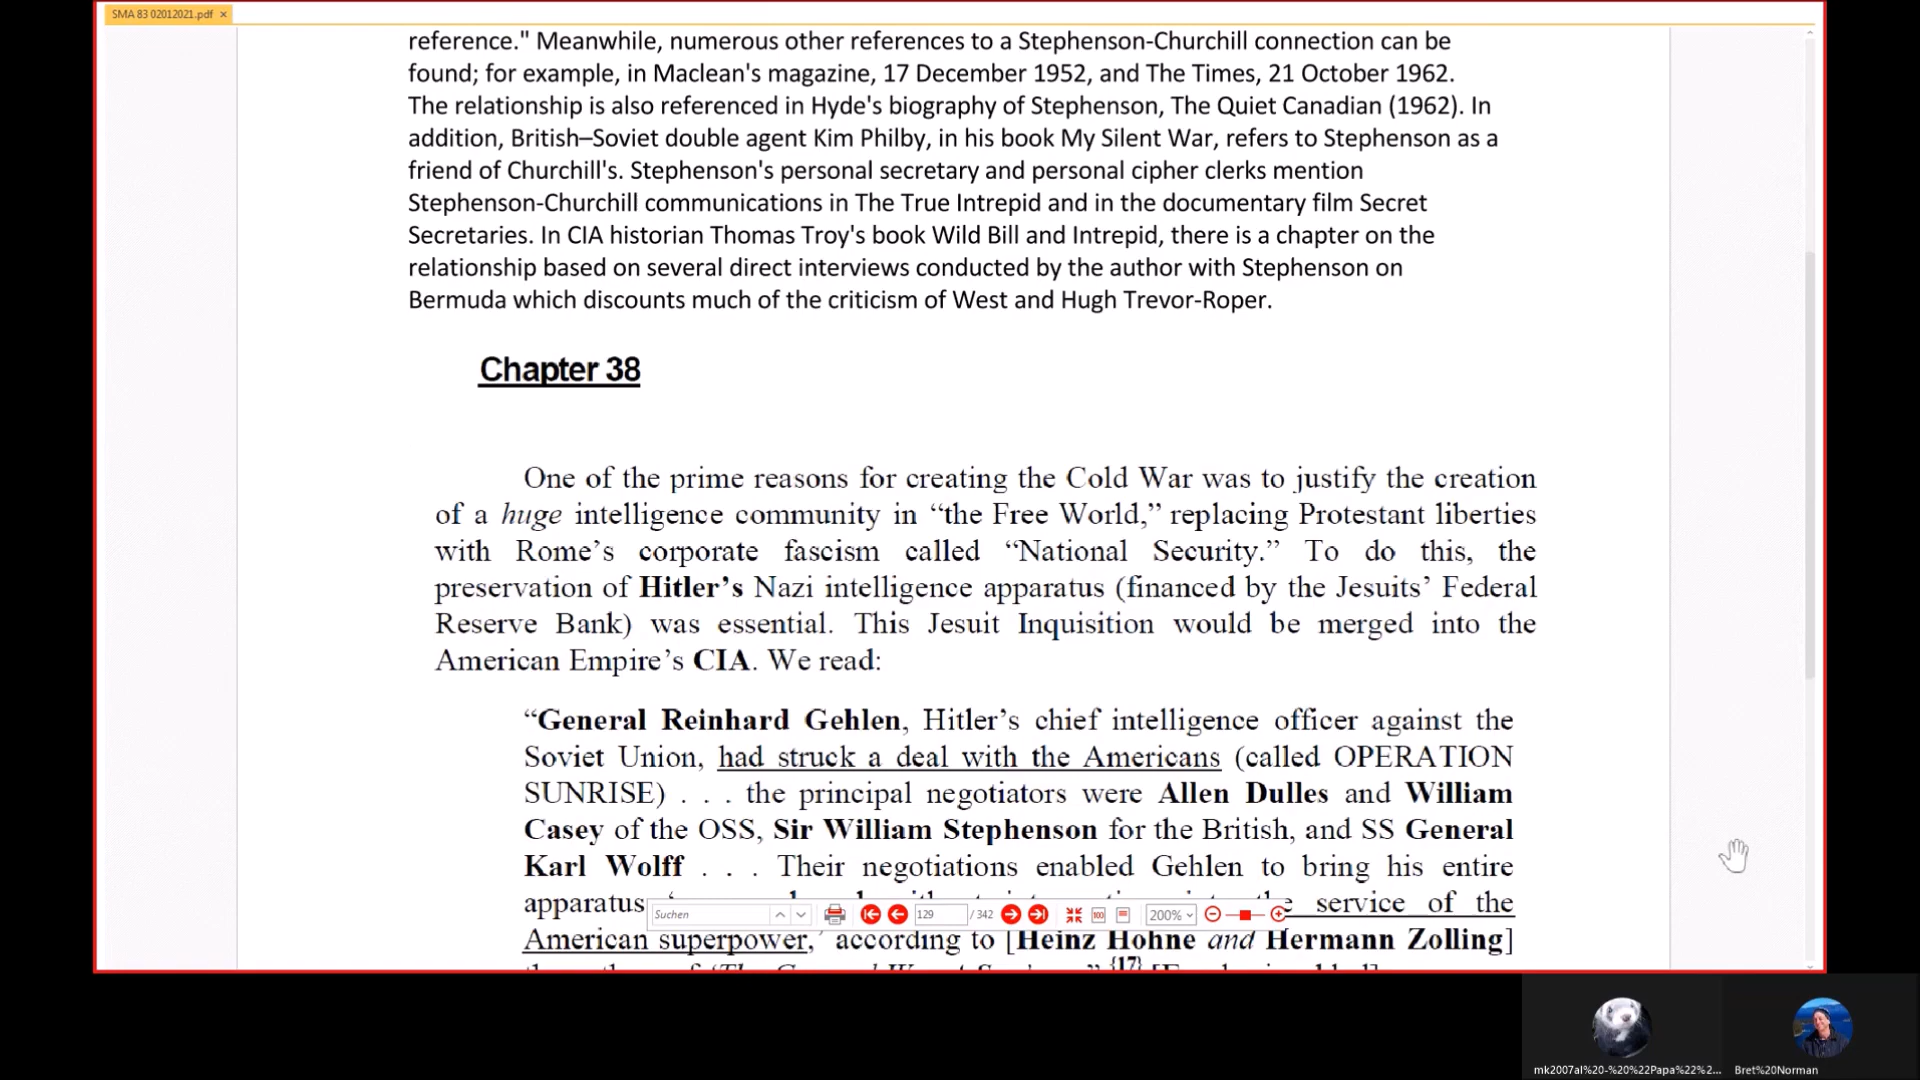 SMA 83 02012021.pdf ×
reference." Meanwhile, numerous other references to a Stephenson-Churchill connection can be
found; for example, in Maclean's magazine, 17 December 1952, and The Times, 21 October 1962.
The relationship is also referenced in Hyde's biography of Stephenson, The Quiet Canadian (1962). In
addition, British–Soviet double agent Kim Philby, in his book My Silent War, refers to Stephenson as a
friend of Churchill's. Stephenson's personal secretary and personal cipher clerks mention
Stephenson-Churchill communications in The True Intrepid and in the documentary film Secret
Secretaries. In CIA historian Thomas Troy's book Wild Bill and Intrepid, there is a chapter on the
relationship based on several direct interviews conducted by the author with Stephenson on
Bermuda which discounts much of the criticism of West and Hugh Trevor-Roper.
Chapter 38
One of the prime reasons for creating the Cold War was to justify the creation
of a huge intelligence community in “the Free World,” replacing Protestant liberties
with Rome’s corporate fascism called “National Security.” To do this, the
preservation of Hitler’s Nazi intelligence apparatus (financed by the Jesuits’ Federal
Reserve Bank) was essential. This Jesuit Inquisition would be merged into the
American Empire’s CIA. We read:
“General Reinhard Gehlen, Hitler’s chief intelligence officer against the
Soviet Union, had struck a deal with the Americans (called OPERATION
SUNRISE) . . . the principal negotiators were Allen Dulles and William
Casey of the OSS, Sir William Stephenson for the British, and SS General
Karl Wolff . . . Their negotiations enabled Gehlen to bring his entire
apparatus service of the
Suchen 129 / 342 100 200%
American superpower,’ according to [Heinz Hohne and Hermann Zolling]
{17}
mk2007al%20-%20%22Papa%22%2... Bret%20Norman